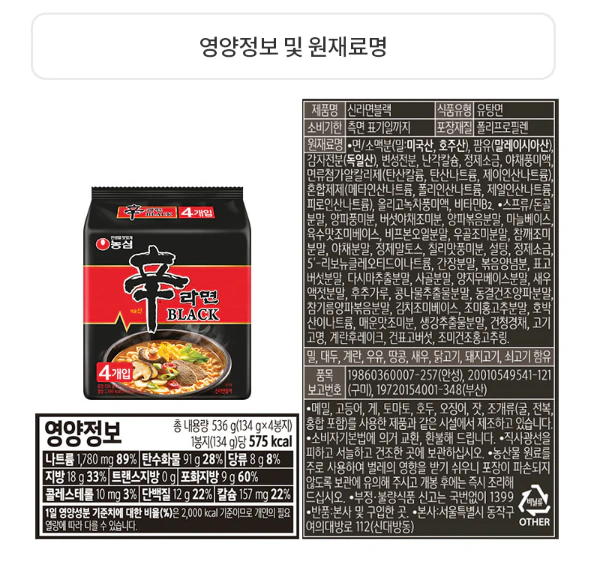 영양정보 및 원재료명
제품명 신라면블랙 식품유형 유탕면
소비기한 측면 표기일까지 포장재질 폴리프로필렌
원재료명 •면/소맥분(밀:미국산, 호주산), 팜유(말레이시아산),
감자전분(독일산), 변성전분, 난각칼슘, 정제소금, 야채풍미액,
면류첨가알칼리제(탄산칼륨, 탄산나트륨, 제이인산나트륨),
혼합제제(메타인산나트륨, 폴리인산나트륨, 제일인산나트륨,
피로인산나트륨), 올리고녹차풍미액, 비타민B₂. •스프류/돈골
분말, 양파풍미분, 버섯야채조미분, 양파볶음분말, 마늘베이스,
육수맛조미베이스, 비프본오일분말, 우골조미분말, 참깨조미
분말, 야채분말, 정제말토스, 칠리맛풍미분, 설탕, 정제소금,
5'-리보뉴클레오티드이나트륨, 간장분말, 볶음양념분, 표고
버섯분말, 다시마추출분말, 사골분말, 양지우베이스분말, 새우
액젓분말, 후추가루, 콩나물추출물분말, 동결건조양파분말,
참기름양파볶음분말, 김치조미베이스, 조미홍고추분말, 호박
산이나트륨, 매운맛조미분, 생강추출물분말, 건청경채, 고기
고명, 계란후레이크, 건표고버섯, 조미건조홍고추링.
밀, 대두, 계란, 우유, 땅콩, 새우, 닭고기, 돼지고기, 쇠고기 함유
품목 19860360007-257(안성), 20010549541-121
보고번호 (구미), 19720154001-348(부산)
•메밀, 고등어, 게, 토마토, 호두, 오징어, 잣, 조개류(굴, 전복,
홍합 포함)를 사용한 제품과 같은 시설에서 제조하고 있습니다.
•소비자기본법에 의거 교환, 환불해 드립니다. •직사광선을
피하고 서늘하고 건조한 곳에 보관하십시오. •농산물 원료를
주로 사용하여 벌레의 영향을 받기 쉬우니 포장이 파손되지
않도록 보관에 유의해 주시고 개봉 후에는 즉시 조리해
드십시오. •부정·불량식품 신고는 국번없이 1399
•반품:본사 및 구입한 곳. •본사:서울특별시 동작구
여의대방로 112(신대방동)
비닐류
OTHER
辛라면 BLACK 4개입
농심
辛
라면
BLACK
4개입
영양정보
총 내용량 536 g(134 g×4봉지)
1봉지(134 g)당 575 kcal
나트륨 1,780 mg 89% 탄수화물 91 g 28% 당류 8 g 8%
지방 18 g 33% 트랜스지방 0 g 포화지방 9 g 60%
콜레스테롤 10 mg 3% 단백질 12 g 22% 칼슘 157 mg 22%
1일 영양성분 기준치에 대한 비율(%)은 2,000 kcal 기준이므로 개인의 필요
열량에 따라 다를 수 있습니다.